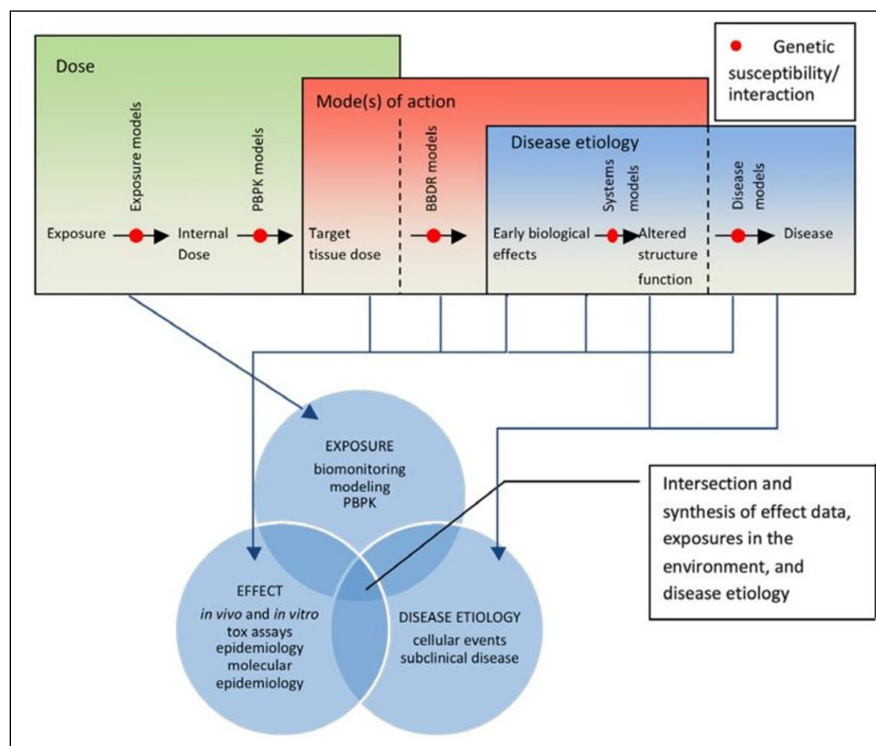 Dose
Mode(s) of action
Disease etiology
Genetic
susceptibility/
interaction
Exposure models
PBPK models
BBDR models
Systems
models
Disease
models
Exposure
Internal
Dose
Target
tissue dose
Early biological
effects
Altered
structure
function
Disease
EXPOSURE
biomonitoring
modeling
PBPK
EFFECT
in vivo and in vitro
tox assays
epidemiology
molecular
epidemiology
DISEASE ETIOLOGY
cellular events
subclinical disease
Intersection and
synthesis of effect data,
exposures in the
environment, and
disease etiology